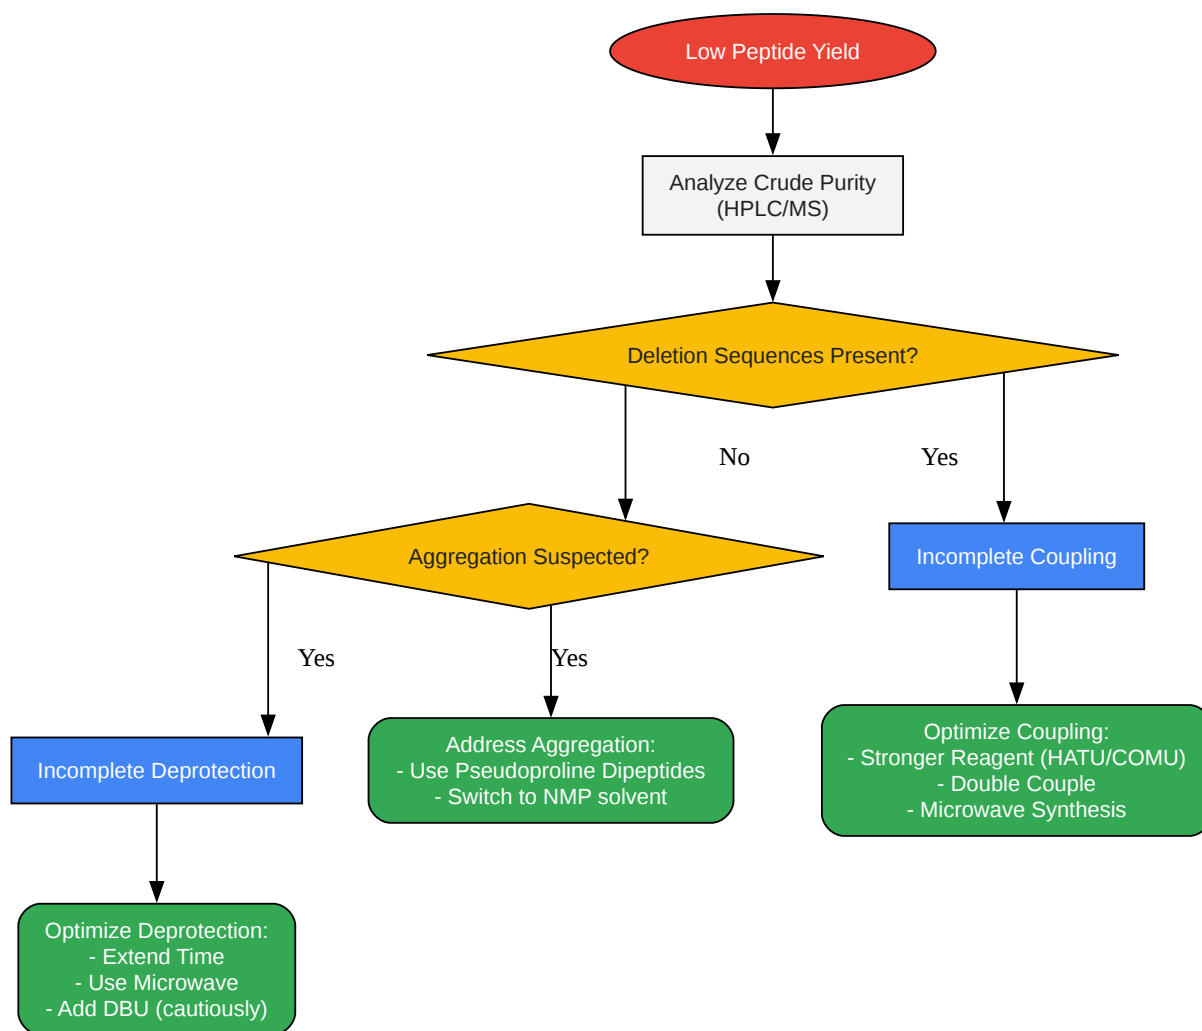 Low Peptide Yield
Analyze Crude Purity
(HPLC/MS)
Deletion Sequences Present?
No
Yes
Aggregation Suspected?
Incomplete Coupling
Yes
Yes
Incomplete Deprotection
Address Aggregation:
- Use Pseudoproline Dipeptides
- Switch to NMP solvent
Optimize Coupling:
- Stronger Reagent (HATU/COMU)
- Double Couple
- Microwave Synthesis
Optimize Deprotection:
- Extend Time
- Use Microwave
- Add DBU (cautiously)